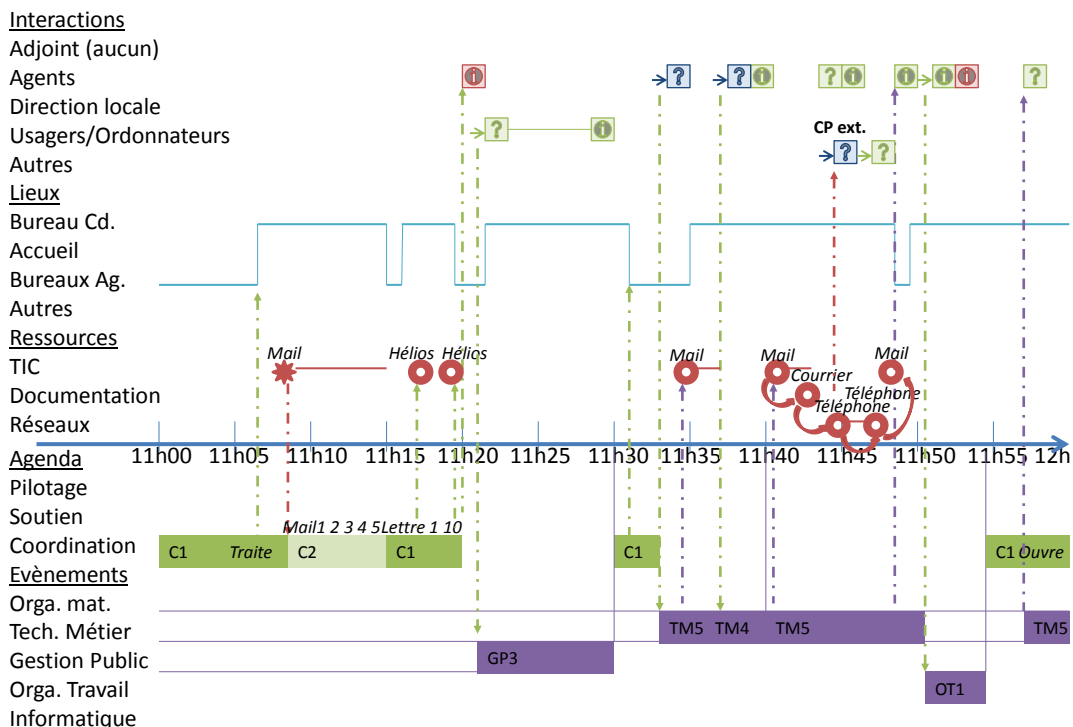 Interactions
Adjoint (aucun)
Agents
Direction locale
Usagers/Ordonnateurs
CP ext.
Autres
Lieux
Bureau Cd.
Accueil
Bureaux Ag.
Autres
Ressources
Mail Hélios Hélios Mail Mail Mail
TIC
Courrier
Documentation
Téléphone Téléphone
Réseaux
11h00 11h05 11h10 11h15 11h20 11h25 11h30 11h35 11h40 11h45 11h50 11h55 12h
Agenda
Pilotage
Soutien
Mail1 2 3 4 5 Lettre 1 10
Coordination C1 Traite C2 C1 C1 C1 Ouvre
Evènements
Orga. mat.
Tech. Métier TM5 TM4 TM5 TM5
Gestion Public GP3
Orga. Travail OT1
Informatique